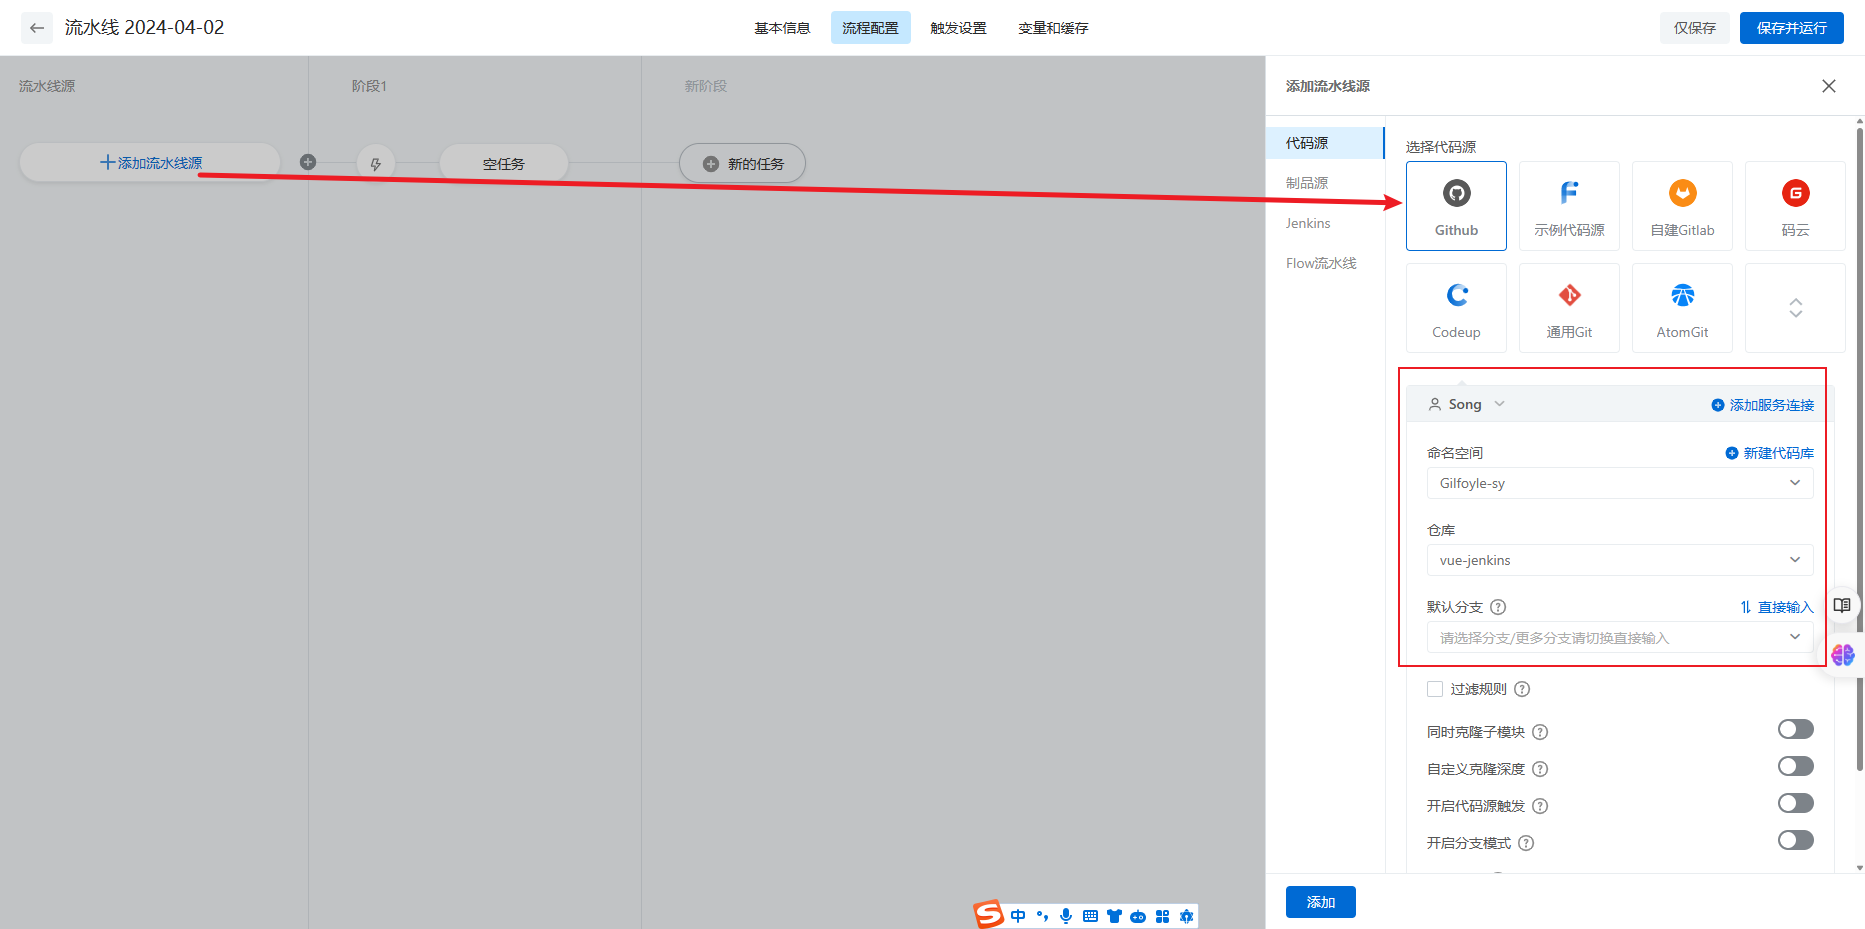 流水线 2024-04-02
基本信息
流程配置
触发设置
变量和缓存
仅保存
保存并运行
流水线源
阶段1
新阶段
添加流水线源
空任务
新的任务
添加流水线源
代码源
制品源
Jenkins
Flow流水线
选择代码源
Github
示例代码源
自建Gitlab
码云
Codeup
通用Git
AtomGit
Song
添加服务连接
命名空间
新建代码库
Gilfoyle-sy
仓库
vue-jenkins
默认分支
直接输入
请选择分支/更多分支请切换直接输入
过滤规则
同时克隆子模块
自定义克隆深度
开启代码源触发
开启分支模式
添加
中